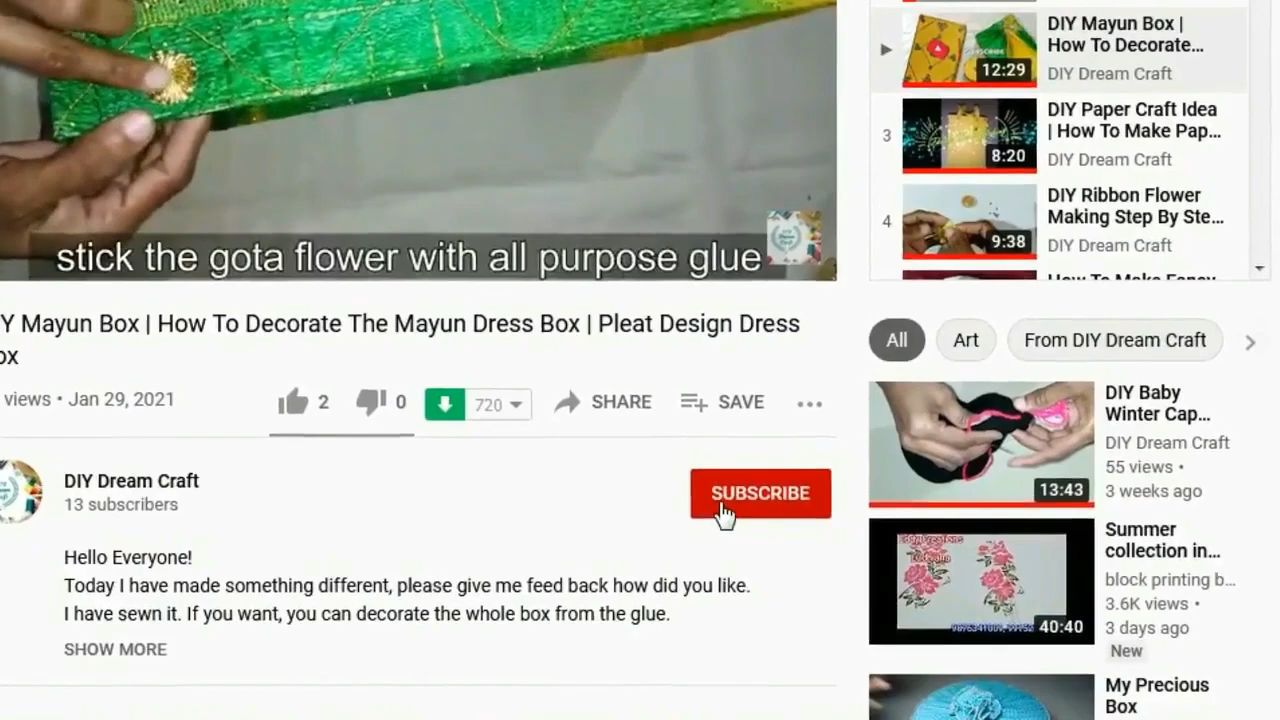 stick the gota flower with all purpose glue
Y Mayun Box | How To Decorate The Mayun Dress Box | Pleat Design Dress
ox
views • Jan 29, 2021
2
0
720
SHARE
SAVE
DIY Dream Craft
13 subscribers
SUBSCRIBE
Hello Everyone!
Today I have made something different, please give me feed back how did you like.
I have sewn it. If you want, you can decorate the whole box from the glue.
SHOW MORE
DIY Mayun Box |
How To Decorate...
DIY Dream Craft
12:29
3
DIY Paper Craft Idea
| How To Make Pap...
DIY Dream Craft
8:20
4
DIY Ribbon Flower
Making Step By Ste...
DIY Dream Craft
9:38
How To Make Fancy
All
Art
From DIY Dream Craft
DIY Baby
Winter Cap...
DIY Dream Craft
55 views •
3 weeks ago
13:43
Summer
collection in...
block printing b...
3.6K views •
3 days ago
New
40:40
My Precious
Box